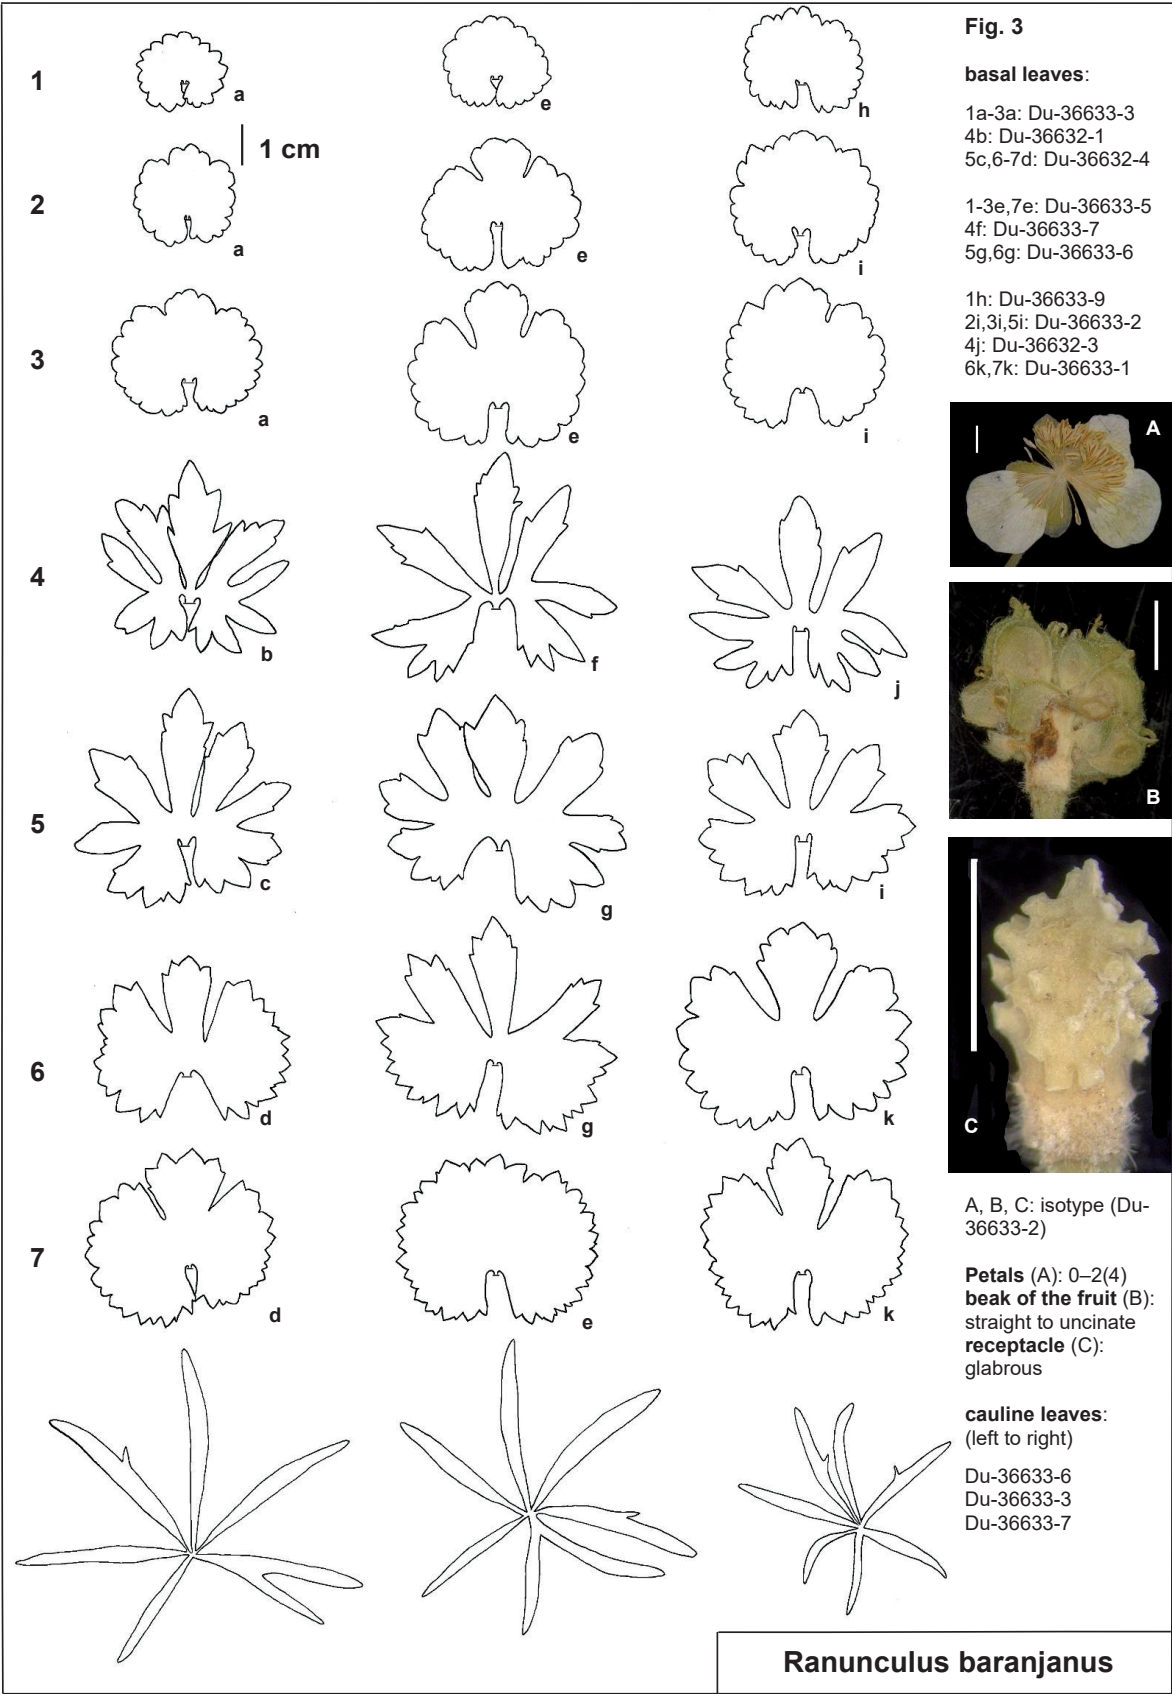 1
a
e
h
1 cm
2
a
e
i
3
a
e
i
4
b
f
j
5
c
g
i
6
d
g
k
7
d
e
k
Fig. 3
basal leaves:
1a-3a: Du-36633-3
4b: Du-36632-1
5c,6-7d: Du-36632-4
1-3e,7e: Du-36633-5
4f: Du-36633-7
5g,6g: Du-36633-6
1h: Du-36633-9
2i,3i,5i: Du-36633-2
4j: Du-36632-3
6k,7k: Du-36633-1
A
B
C
A, B, C: isotype (Du-
36633-2)
Petals (A): 0–2(4)
beak of the fruit (B):
straight to uncinate
receptacle (C):
glabrous
cauline leaves:
(left to right)
Du-36633-6
Du-36633-3
Du-36633-7
Ranunculus baranjanus